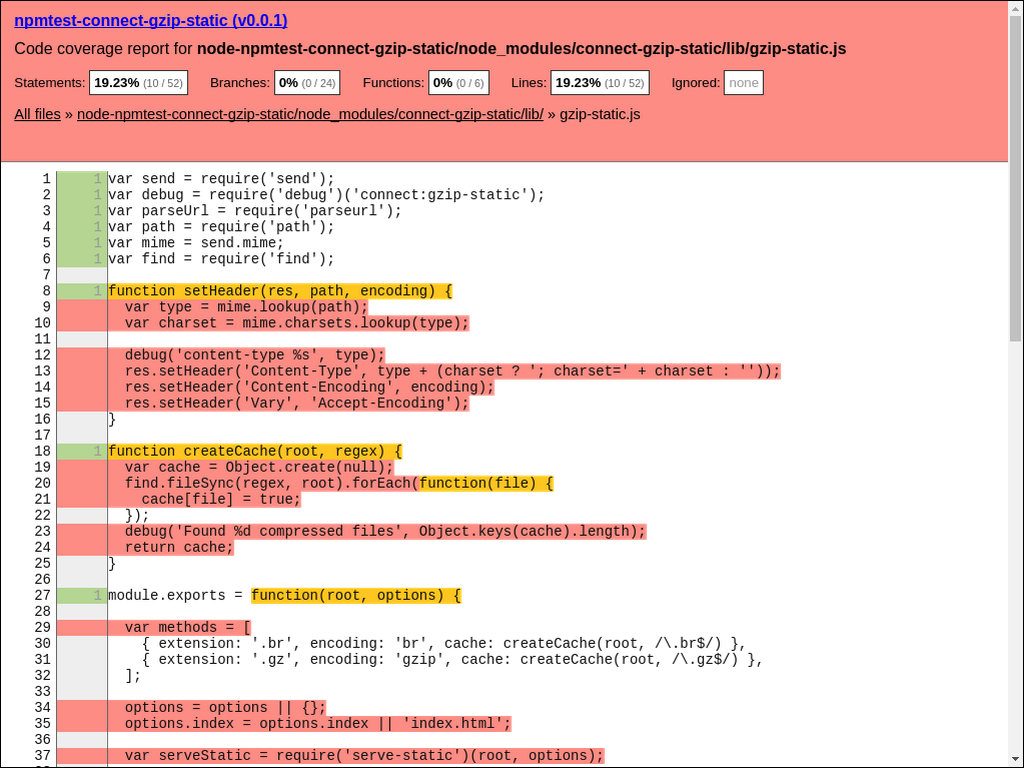 npmtest-connect-gzip-static (v0.0.1)
Code coverage report for node-npmtest-connect-gzip-static/node_modules/connect-gzip-static/lib/gzip-static.js
Statements: 19.23% (10 / 52) Branches: 0% (0 / 24) Functions: 0% (0 / 6) Lines: 19.23% (10 / 52) Ignored: none
All files » node-npmtest-connect-gzip-static/node_modules/connect-gzip-static/lib/ » gzip-static.js
1 1 var send = require('send');
2 1 var debug = require('debug')('connect:gzip-static');
3 1 var parseUrl = require('parseurl');
4 1 var path = require('path');
5 1 var mime = send.mime;
6 1 var find = require('find');
7
8 1 function setHeader(res, path, encoding) {
9   var type = mime.lookup(path);
10   var charset = mime.charsets.lookup(type);
11
12   debug('content-type %s', type);
13   res.setHeader('Content-Type', type + (charset ? '; charset=' + charset : ''));
14   res.setHeader('Content-Encoding', encoding);
15   res.setHeader('Vary', 'Accept-Encoding');
16 }
17
18 1 function createCache(root, regex) {
19   var cache = Object.create(null);
20   find.fileSync(regex, root).forEach(function(file) {
21     cache[file] = true;
22   });
23   debug('Found %d compressed files', Object.keys(cache).length);
24   return cache;
25 }
26
27 1 module.exports = function(root, options) {
28
29   var methods = [
30     { extension: '.br', encoding: 'br', cache: createCache(root, /\.br$/) },
31     { extension: '.gz', encoding: 'gzip', cache: createCache(root, /\.gz$/) },
32   ];
33
34   options = options || {};
35   options.index = options.index || 'index.html';
36
37   var serveStatic = require('serve-static')(root, options);